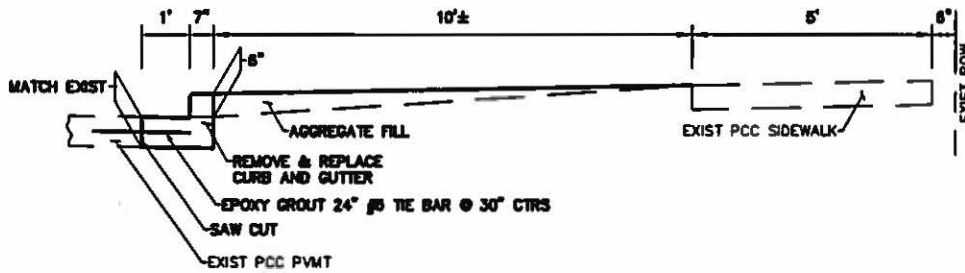 1' 7" 10'± 5' 6"
6"
MATCH EXIST
EXIST ROW
AGGREGATE FILL
EXIST PCC SIDEWALK
REMOVE & REPLACE
CURB AND GUTTER
EPOXY GROUT 24" #5 TIE BAR @ 30" CTRS
SAW CUT
EXIST PCC PVMT